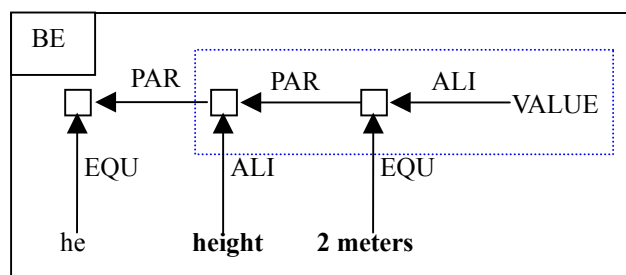 BE
PAR PAR ALI
VALUE
EQU ALI EQU
he height 2 meters